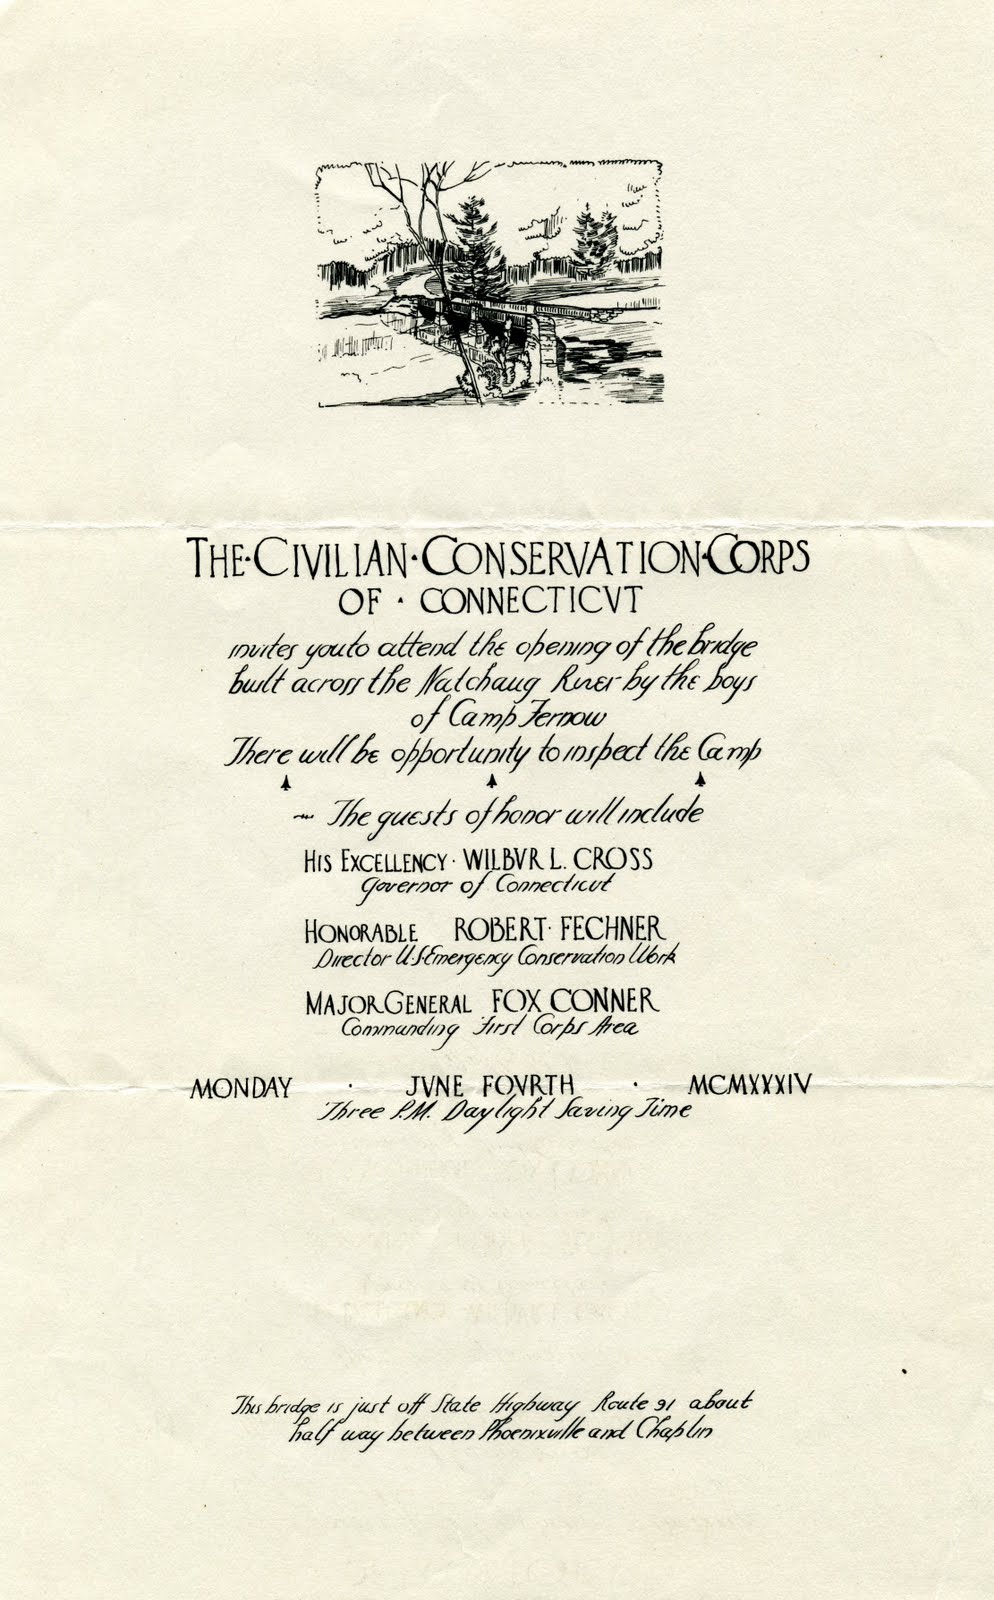 THE·CIVILIAN·CONSERVATION·CORPS
OF · CONNECTICVT
invites you to attend the opening of the bridge
built across the Natchaug River by the boys
of Camp Fernow
There will be opportunity to inspect the Camp
~ The guests of honor will include
HIS EXCELLENCY · WILBVR L. CROSS
Governor of Connecticut
HONORABLE ROBERT · FECHNER
Director U.S. Emergency Conservation Work
MAJOR GENERAL FOX CONNER
Commanding First Corps Area
MONDAY · JVNE FOVRTH · MCMXXXIV
Three P.M. Daylight Saving Time
This bridge is just off State Highway Route 91 about
half way between Phoenixville and Chaplin